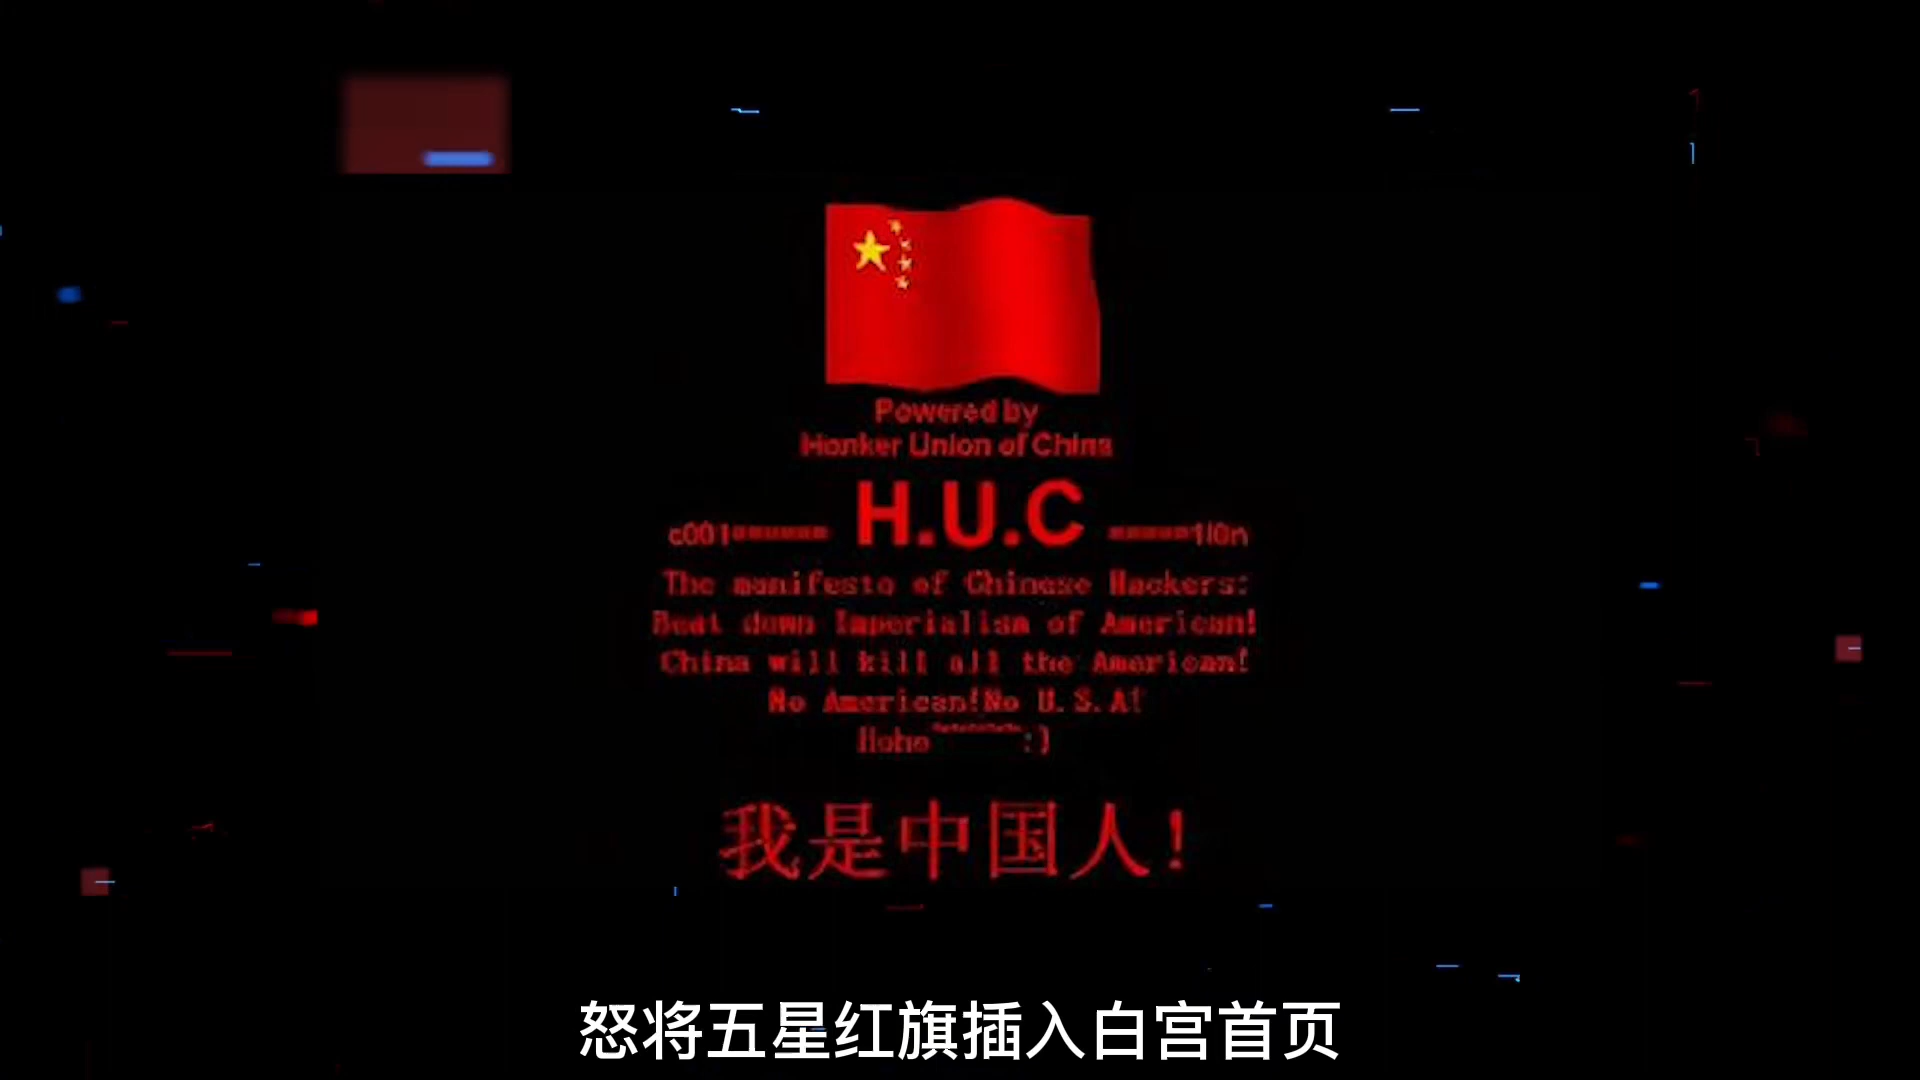 Powered by
Honker Union of China
H.U.C
c001======= ======1l0n
The manifesto of Chinese Hackers:
Beat down Imperialism of American!
China will kill all the American!
No American!No U.S.A!
Hoho~~~~~~~~:)
我是中国人!
怒将五星红旗插入白宫首页